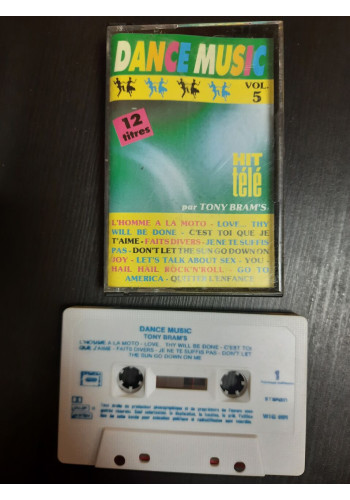 DANCE MUSIC
VOL.
5
12
titres
HIT
télé
par TONY BRAM'S
L'HOMME A LA MOTO - LOVE... THY
WILL BE DONE - C'EST TOI QUE JE
T'AIME - FAITS DIVERS - JE NE TE SUFFIS
PAS - DON'T LET THE SUN GO DOWN ON
JOY - LET'S TALK ABOUT SEX - YOU -
HAIL HAIL ROCK'N'ROLL - GO TO
AMERICA - QUITTER L'ENFANCE
DANCE MUSIC
TONY BRAM'S
L'HOMME A LA MOTO - LOVE... THY WILL BE DONE - C'EST TOI
QUE J'AIME - FAITS DIVERS - JE NE TE SUFFIS PAS - DON'T LET
THE SUN GO DOWN ON ME
1
STEREO